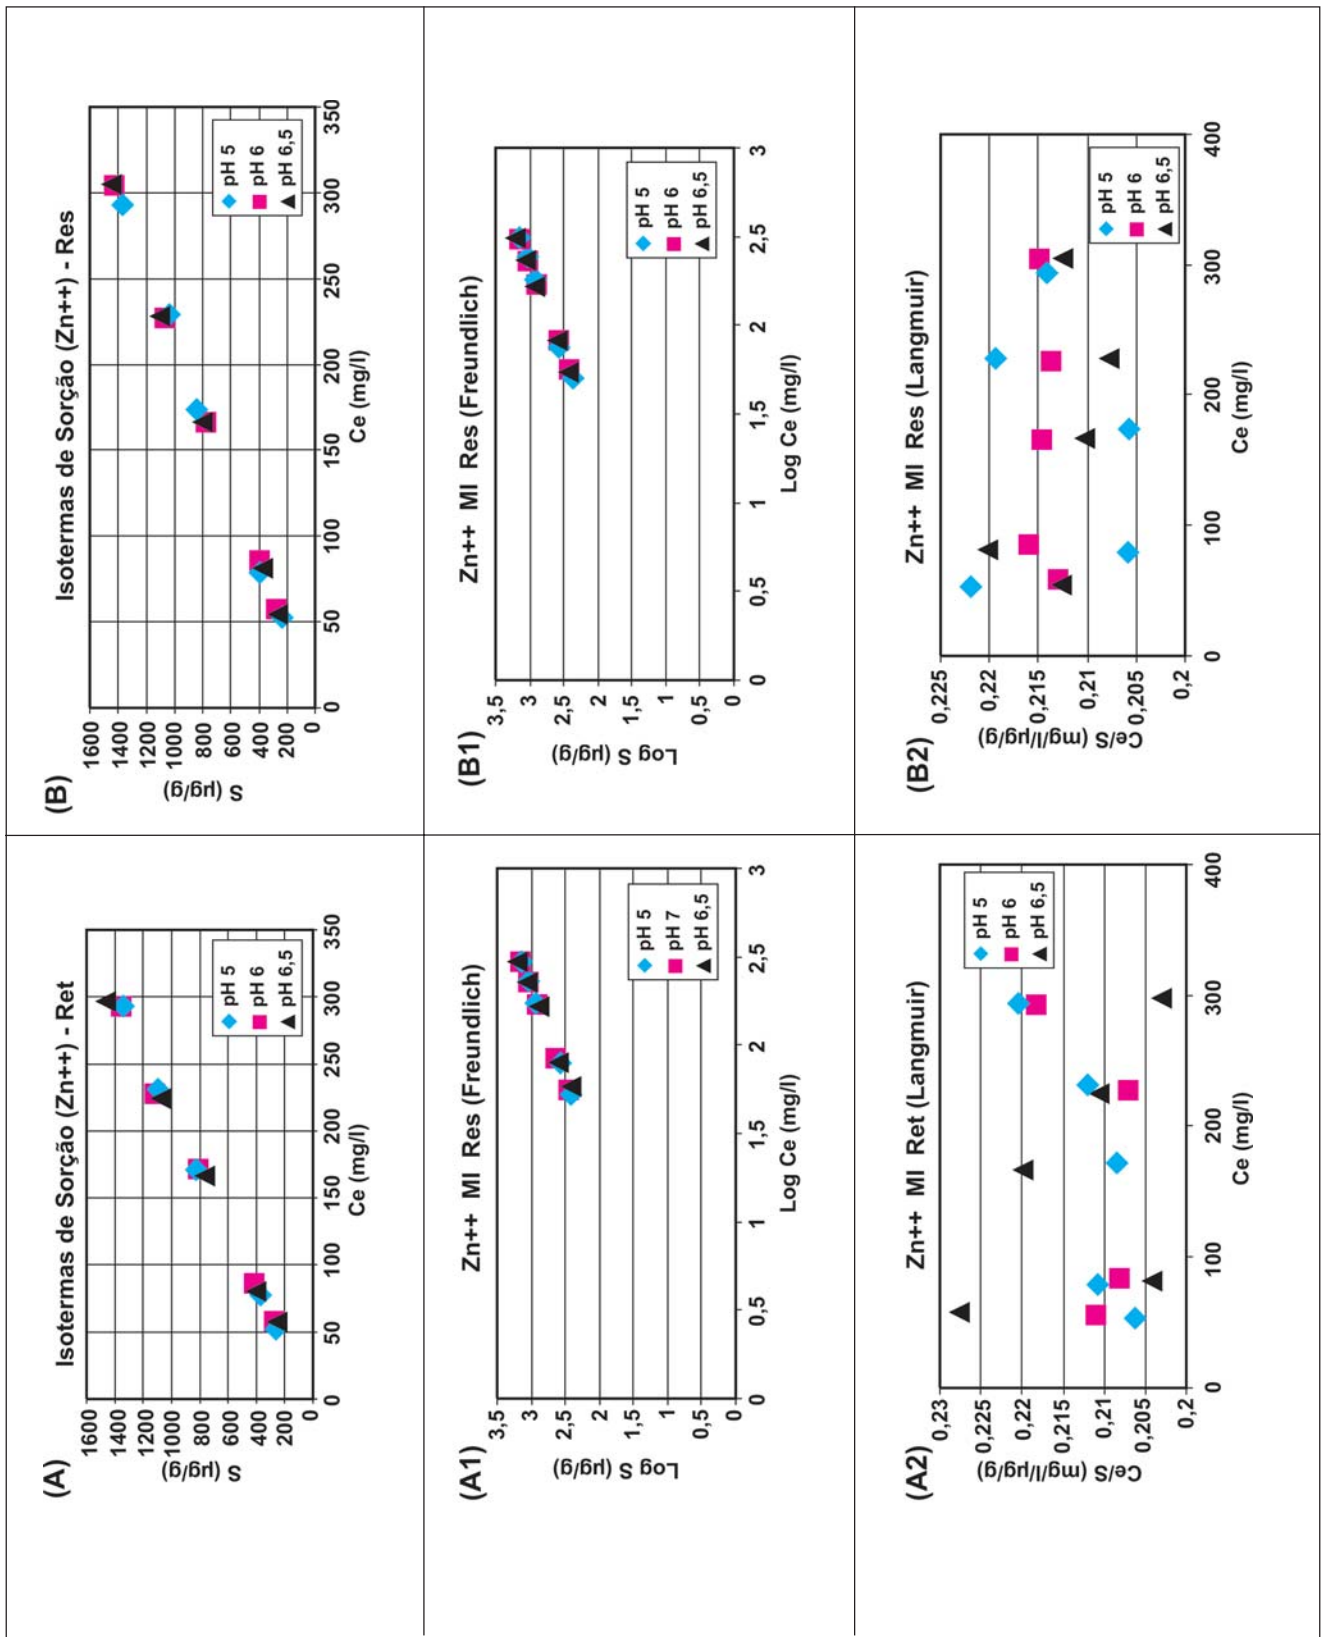 (A)
Isotermas de Sorção (Zn++) - Ret
S (µg/g)
1600
1400
1200
1000
800
600
400
200
0
0 50 100 150 200 250 300 350
Ce (mg/l)
pH 5
pH 6
pH 6,5
(A1)
Zn++ MI Res (Freundlich)
Log S (µg/g)
3,5
3
2,5
2
1,5
1
0,5
0
0 0,5 1 1,5 2 2,5 3
Log Ce (mg/l)
pH 5
pH 7
pH 6,5
(A2)
Zn++ MI Ret (Langmuir)
Ce/S (mg/l/µg/g)
0,23
0,225
0,22
0,215
0,21
0,205
0,2
0 100 200 300 400
Ce (mg/l)
pH 5
pH 6
pH 6,5
(B)
Isotermas de Sorção (Zn++) - Res
S (µg/g)
1600
1400
1200
1000
800
600
400
200
0
0 50 100 150 200 250 300 350
Ce (mg/l)
pH 5
pH 6
pH 6,5
(B1)
Zn++ MI Res (Freundlich)
Log S (µg/g)
3,5
3
2,5
2
1,5
1
0,5
0
0 0,5 1 1,5 2 2,5 3
Log Ce (mg/l)
pH 5
pH 6
pH 6,5
(B2)
Zn++ MI Res (Langmuir)
Ce/S (mg/l/µg/g)
0,225
0,22
0,215
0,21
0,205
0,2
0 100 200 300 400
Ce (mg/l)
pH 5
pH 6
pH 6,5